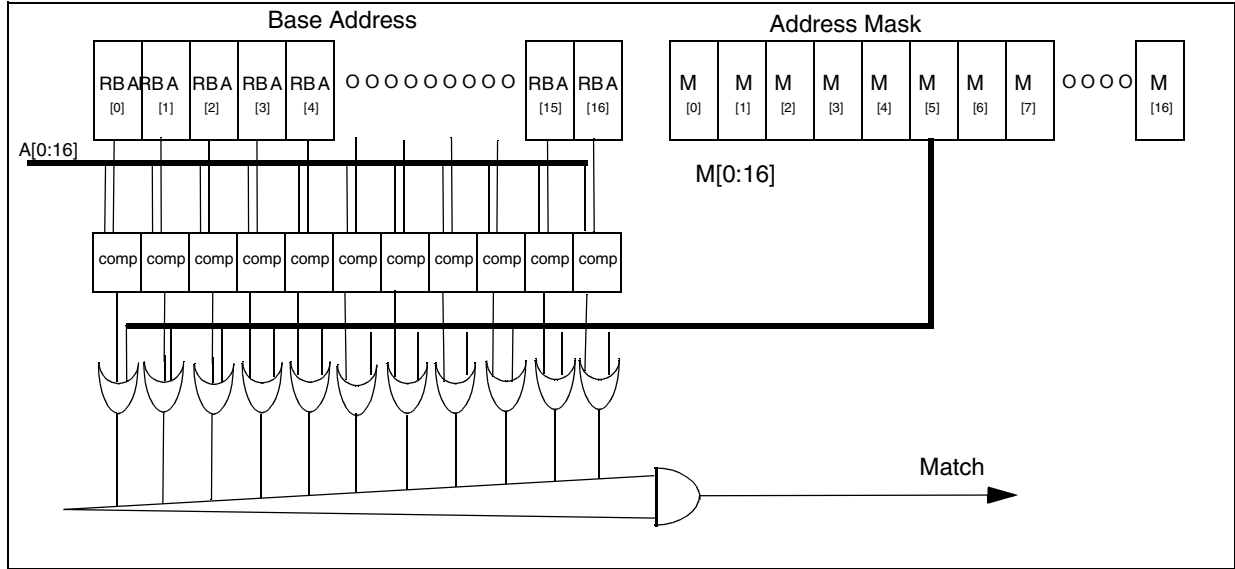 Base Address
Address Mask
RBA RBA RBA RBA RBA O O O O O O O O O RBA RBA
[0] [1] [2] [3] [4] [15] [16]
M M M M M M M M O O O O M
[0] [1] [2] [3] [4] [5] [6] [7] [16]
A[0:16]
M[0:16]
comp comp comp comp comp comp comp comp comp comp comp
Match